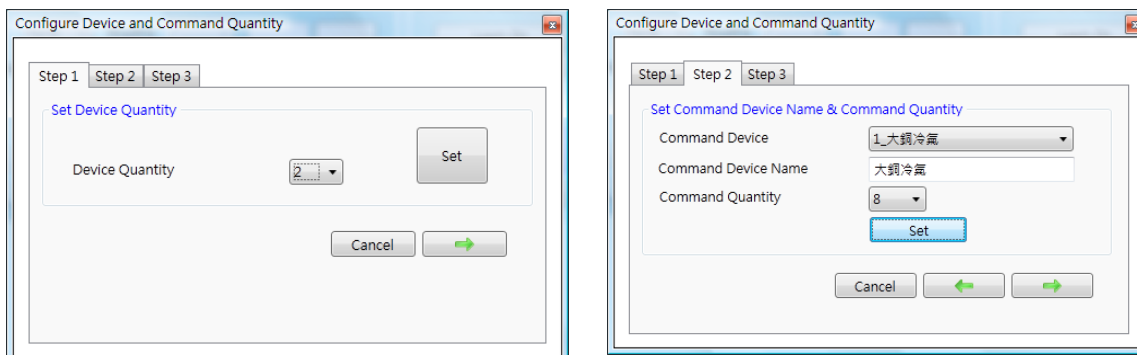 Configure Device and Command Quantity
Step 1 Step 2 Step 3
Set Device Quantity
Device Quantity
2
Set
Cancel
Configure Device and Command Quantity
Step 1 Step 2 Step 3
Set Command Device Name & Command Quantity
Command Device 1_大鋼冷氣
Command Device Name 大鋼冷氣
Command Quantity 8
Set
Cancel